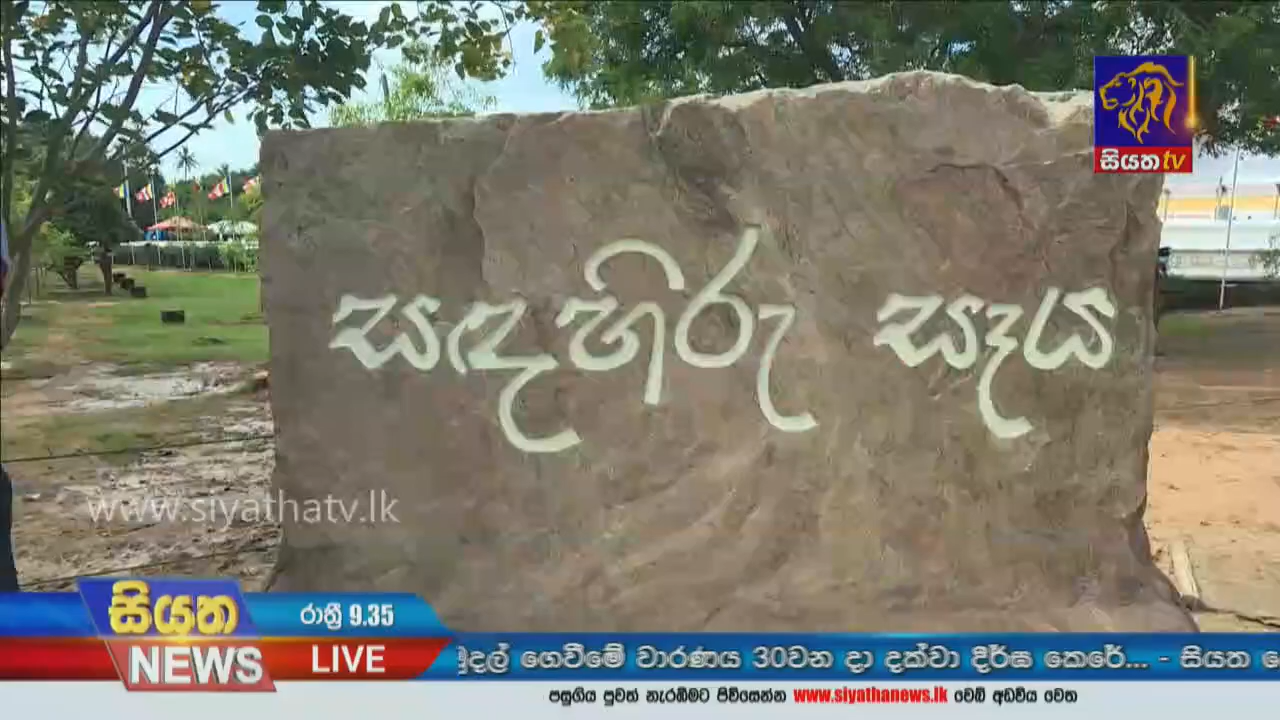 සියත tv
සඳහිරු සෑය
www.siyathatv.lk
සියත
NEWS
රාත්‍රී 9.35
LIVE
මුදල් ගෙවීමේ වාරණය 30වන දා දක්වා දීර්ඝ කෙරේ... - සියත
පසුගිය පුවත් නැරඹීමට පිවිසෙන්න www.siyathanews.lk වෙබ් අඩවිය වෙත